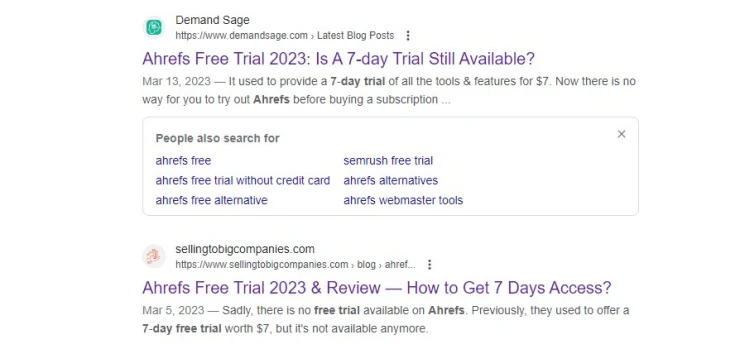 Demand Sage
https://www.demandsage.com › Latest Blog Posts
Ahrefs Free Trial 2023: Is A 7-day Trial Still Available?
Mar 13, 2023 — It used to provide a 7-day trial of all the tools & features for $7. Now there is no
way for you to try out Ahrefs before buying a subscription ...
People also search for
ahrefs free
semrush free trial
ahrefs free trial without credit card
ahrefs alternatives
ahrefs free alternative
ahrefs webmaster tools
sellingtobigcompanies.com
https://www.sellingtobigcompanies.com › blog › ahref...
Ahrefs Free Trial 2023 & Review — How to Get 7 Days Access?
Mar 5, 2023 — Sadly, there is no free trial available on Ahrefs. Previously, they used to offer a
7-day free trial worth $7, but it's not available anymore.